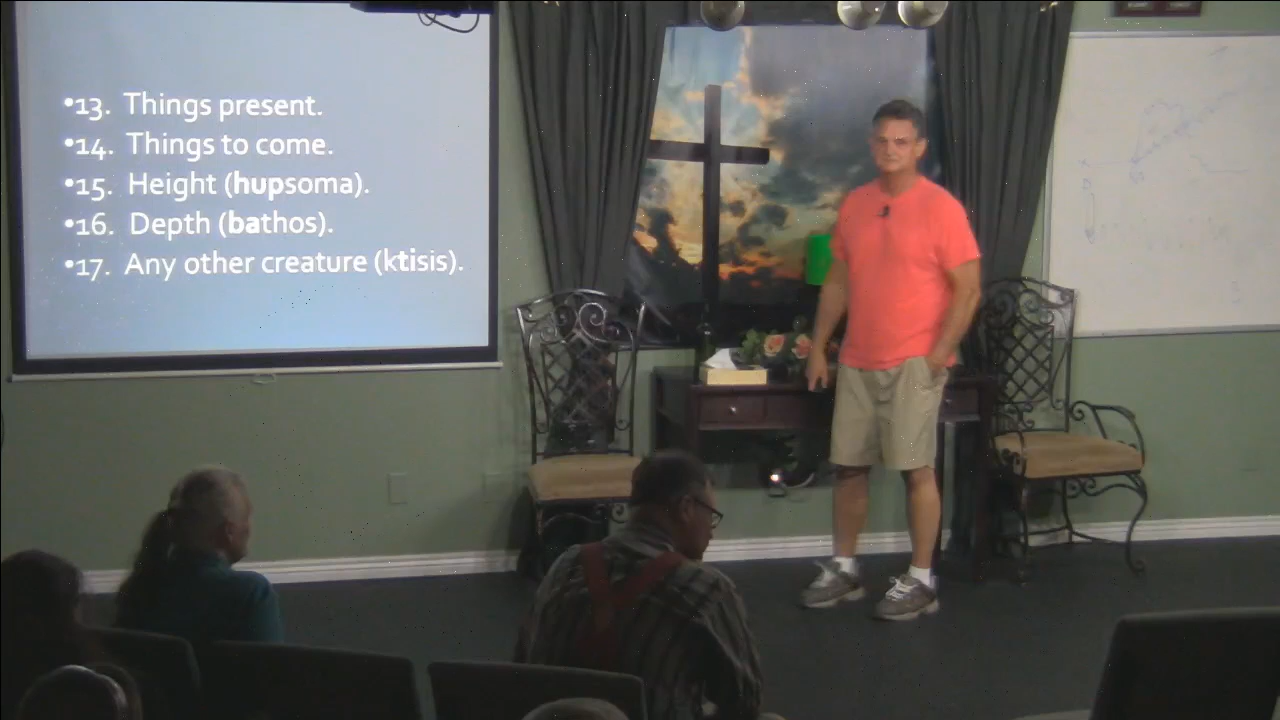 •13. Things present.
•14. Things to come.
•15. Height (hupsoma).
•16. Depth (bathos).
•17. Any other creature (ktisis).